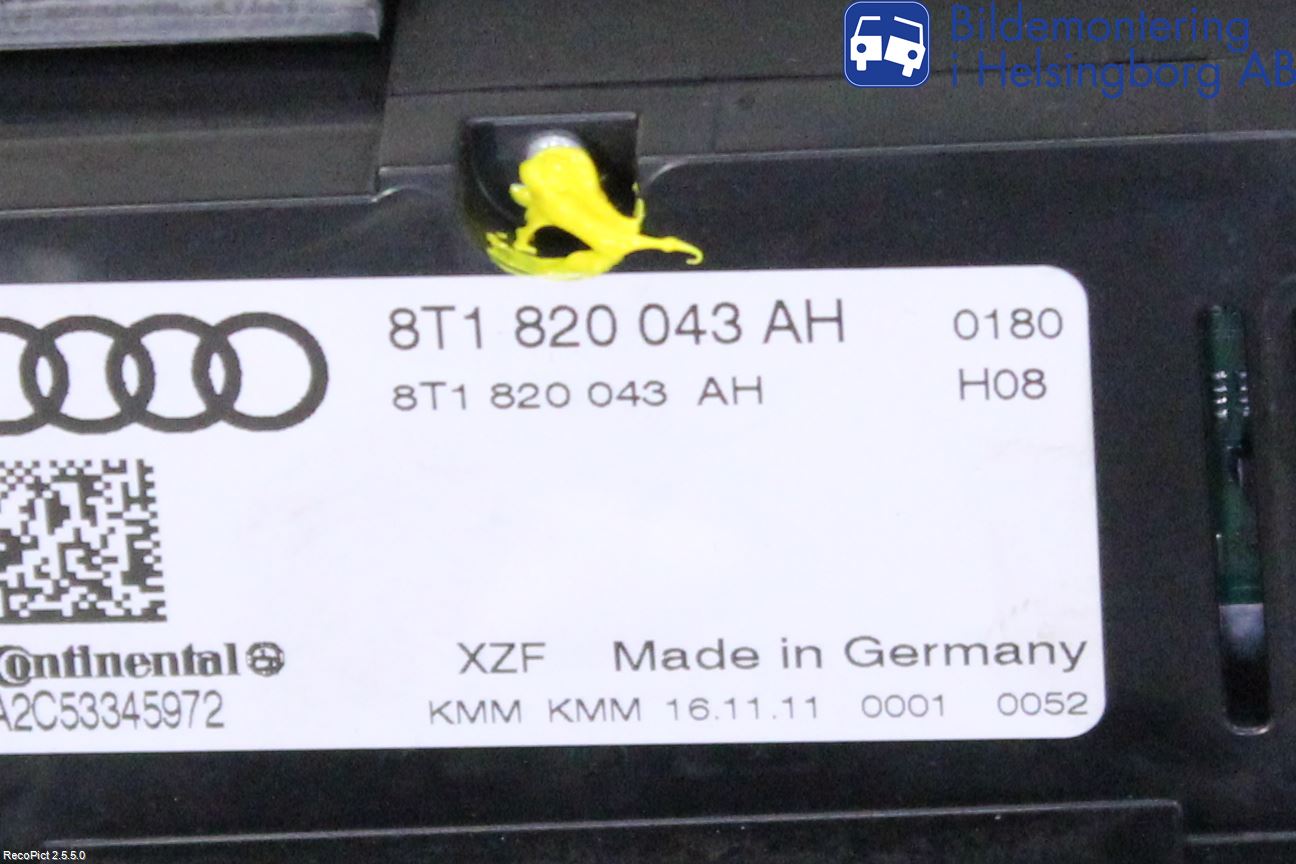 Bildemontering
i Helsingborg AB
8T1 820 043 AH 0180
8T1 820 043 AH H08
Continental
A2C53345972
XZF Made in Germany
KMM KMM 16.11.11 0001 0052
RecoPict 2.5.5.0